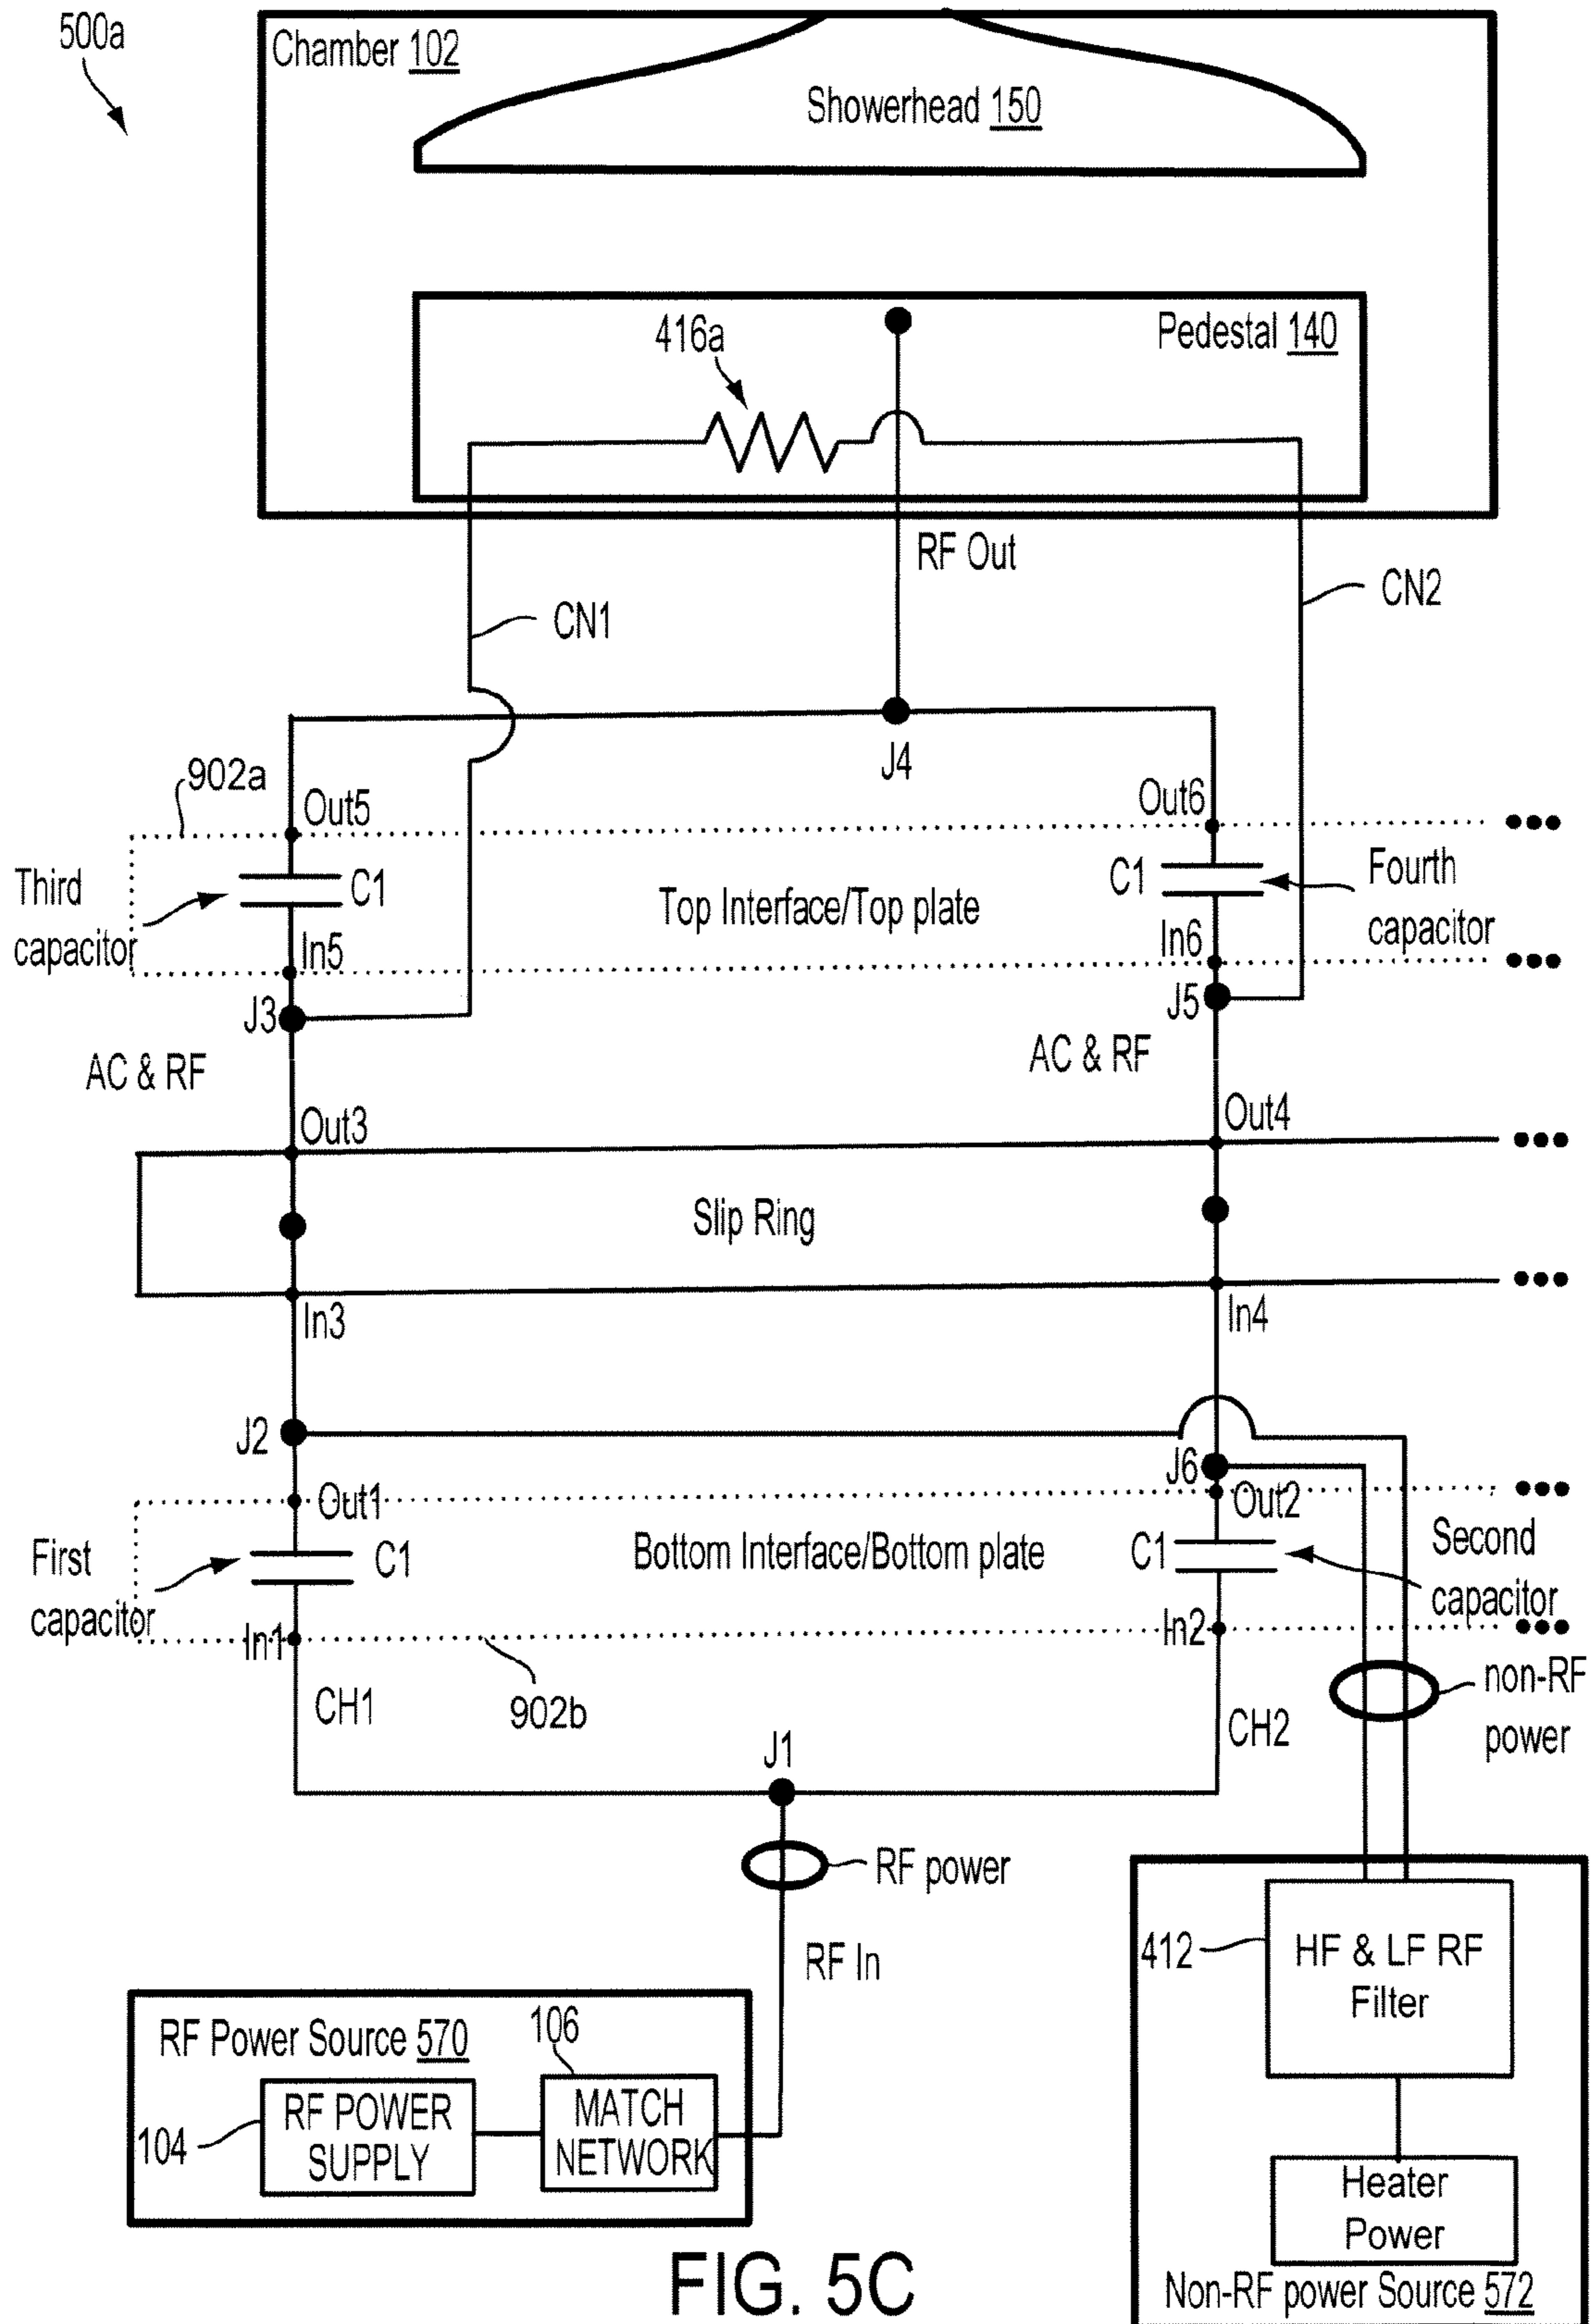 500a
Chamber 102
Showerhead 150
416a
Pedestal 140
RF Out
CN1
CN2
J4
902a
Out5
Out6
Third
capacitor
C1
Top Interface/Top plate
C1
Fourth
capacitor
In5
In6
J3
J5
AC & RF
AC & RF
Out3
Out4
Slip Ring
In3
In4
J2
J6
Out1
Out2
First
capacitor
C1
Bottom Interface/Bottom plate
C1
Second
capacitor
In1
In2
CH1
902b
CH2
non-RF
power
J1
RF power
RF In
412
HF & LF RF
Filter
RF Power Source 570
106
104
RF POWER
SUPPLY
MATCH
NETWORK
Heater
Power
Non-RF power Source 572
FIG. 5C